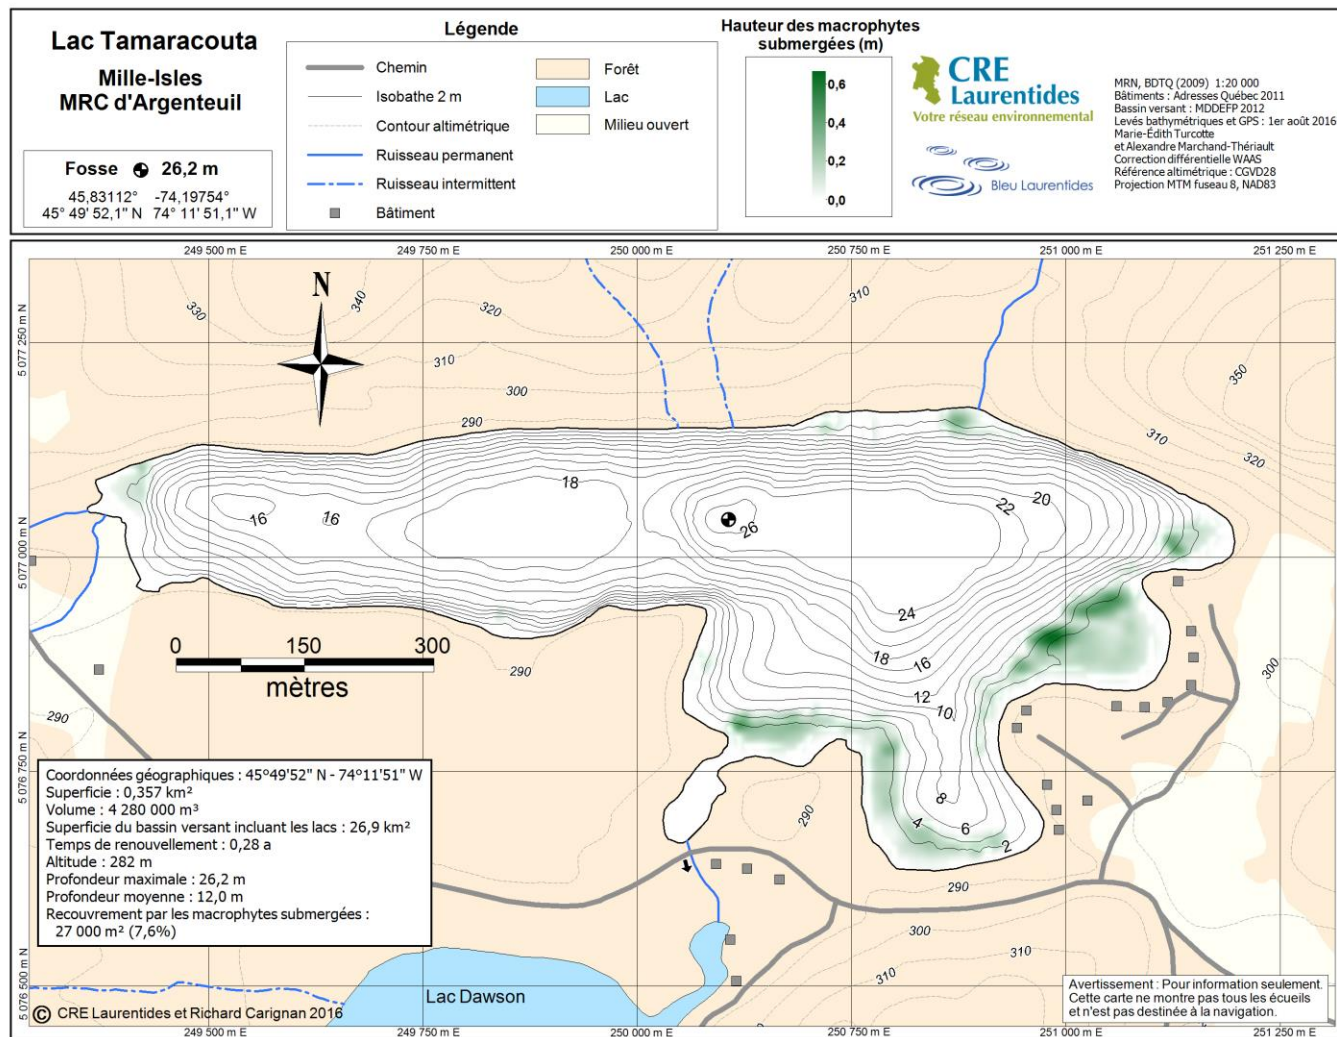 Lac Tamaracouta
Mille-Isles
MRC d'Argenteuil
Fosse 26,2 m
45,83112° -74,19754°
45° 49' 52,1" N 74° 11' 51,1" W
Légende
Chemin
Isobathe 2 m
Contour altimétrique
Ruisseau permanent
Ruisseau intermittent
Bâtiment
Forêt
Lac
Milieu ouvert
Hauteur des macrophytes
submergées (m)
0,6
0,4
0,2
0,0
CRE
Laurentides
Votre réseau environnemental
Bleu Laurentides
MRN, BDTQ (2009) 1:20 000
Bâtiments : Adresses Québec 2011
Bassin versant : MDDEFP 2012
Levés bathymétriques et GPS : 1er août 2016
Marie-Édith Turcotte
et Alexandre Marchand-Thériault
Correction différentielle WAAS
Référence altimétrique : CGVD28
Projection MTM fuseau 8, NAD83
249 500 m E
249 750 m E
250 000 m E
250 750 m E
251 000 m E
251 250 m E
5 077 250 m N
5 077 000 m N
5 076 750 m N
5 076 500 m N
N
330
340
320
310
300
290
310
350
310
320
18
16
16
26
22
20
24
18
16
12
10
8
6
4
2
290
290
290
290
300
300
310
310
0 150 300
mètres
Coordonnées géographiques : 45°49'52" N - 74°11'51" W
Superficie : 0,357 km²
Volume : 4 280 000 m³
Superficie du bassin versant incluant les lacs : 26,9 km²
Temps de renouvellement : 0,28 a
Altitude : 282 m
Profondeur maximale : 26,2 m
Profondeur moyenne : 12,0 m
Recouvrement par les macrophytes submergées :
27 000 m² (7,6%)
Lac Dawson
© CRE Laurentides et Richard Carignan 2016
Avertissement : Pour information seulement.
Cette carte ne montre pas tous les écueils
et n'est pas destinée à la navigation.
249 500 m E
249 750 m E
250 000 m E
250 750 m E
251 000 m E
251 250 m E